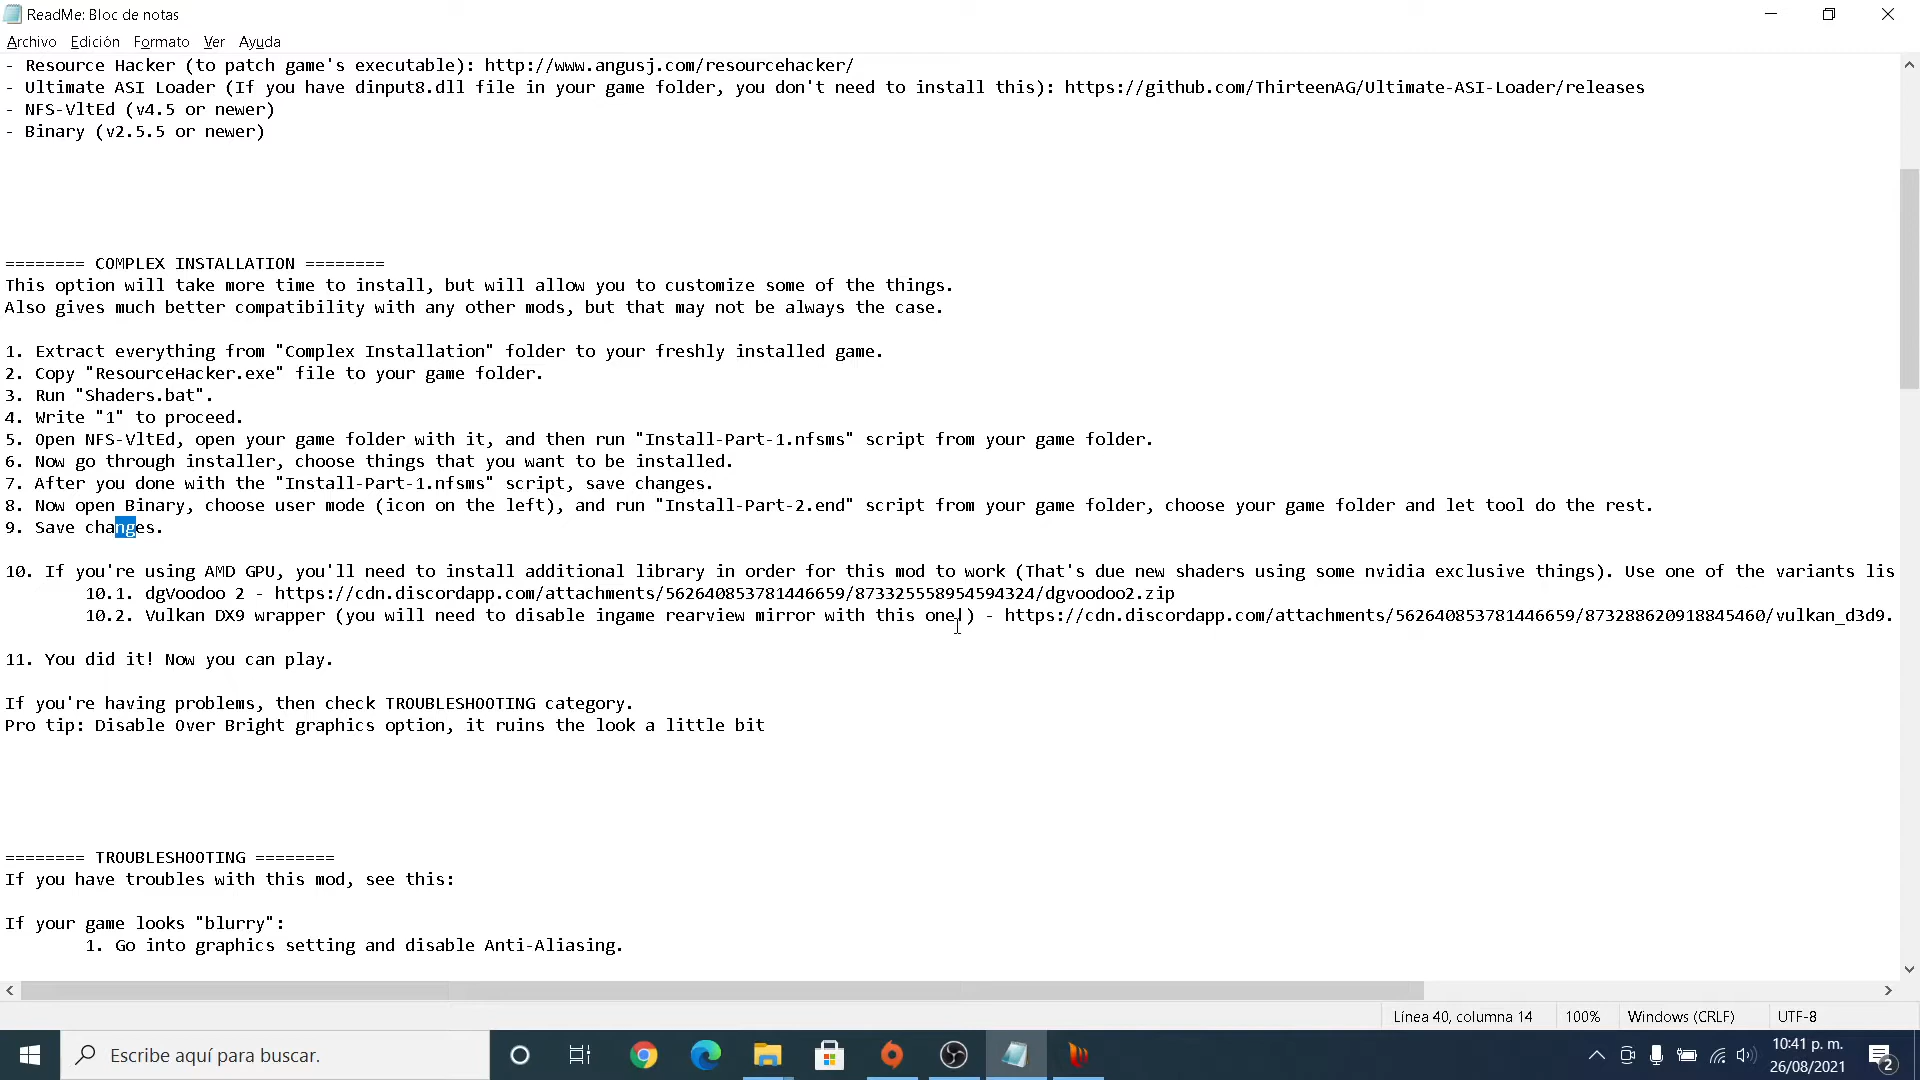 ReadMe: Bloc de notas
Archivo Edición Formato Ver Ayuda
- Resource Hacker (to patch game's executable): http://www.angusj.com/resourcehacker/
- Ultimate ASI Loader (If you have dinput8.dll file in your game folder, you don't need to install this): https://github.com/ThirteenAG/Ultimate-ASI-Loader/releases
- NFS-VltEd (v4.5 or newer)
- Binary (v2.5.5 or newer)
======== COMPLEX INSTALLATION ========
This option will take more time to install, but will allow you to customize some of the things.
Also gives much better compatibility with any other mods, but that may not be always the case.
1. Extract everything from "Complex Installation" folder to your freshly installed game.
2. Copy "ResourceHacker.exe" file to your game folder.
3. Run "Shaders.bat".
4. Write "1" to proceed.
5. Open NFS-VltEd, open your game folder with it, and then run "Install-Part-1.nfsms" script from your game folder.
6. Now go through installer, choose things that you want to be installed.
7. After you done with the "Install-Part-1.nfsms" script, save changes.
8. Now open Binary, choose user mode (icon on the left), and run "Install-Part-2.end" script from your game folder, choose your game folder and let tool do the rest.
9. Save changes.
10. If you're using AMD GPU, you'll need to install additional library in order for this mod to work (That's due new shaders using some nvidia exclusive things). Use one of the variants lis
10.1. dgVoodoo 2 - https://cdn.discordapp.com/attachments/562640853781446659/873325558954594324/dgvoodoo2.zip
10.2. Vulkan DX9 wrapper (you will need to disable ingame rearview mirror with this one!) - https://cdn.discordapp.com/attachments/562640853781446659/873288620918845460/vulkan_d3d9.
11. You did it! Now you can play.
If you're having problems, then check TROUBLESHOOTING category.
Pro tip: Disable Over Bright graphics option, it ruins the look a little bit
======== TROUBLESHOOTING ========
If you have troubles with this mod, see this:
If your game looks "blurry":
1. Go into graphics setting and disable Anti-Aliasing.
Línea 40, columna 14 100% Windows (CRLF) UTF-8
Escribe aquí para buscar.
10:41 p. m.
26/08/2021
2